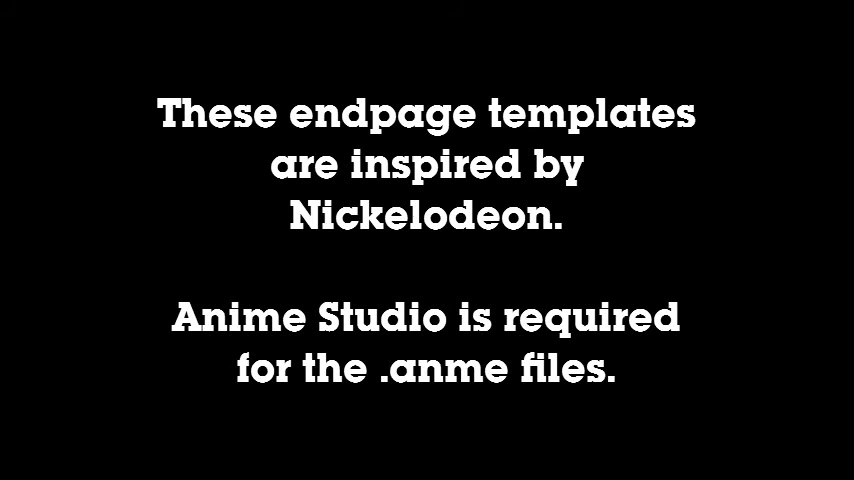 These endpage templates
are inspired by
Nickelodeon.
Anime Studio is required
for the .anme files.